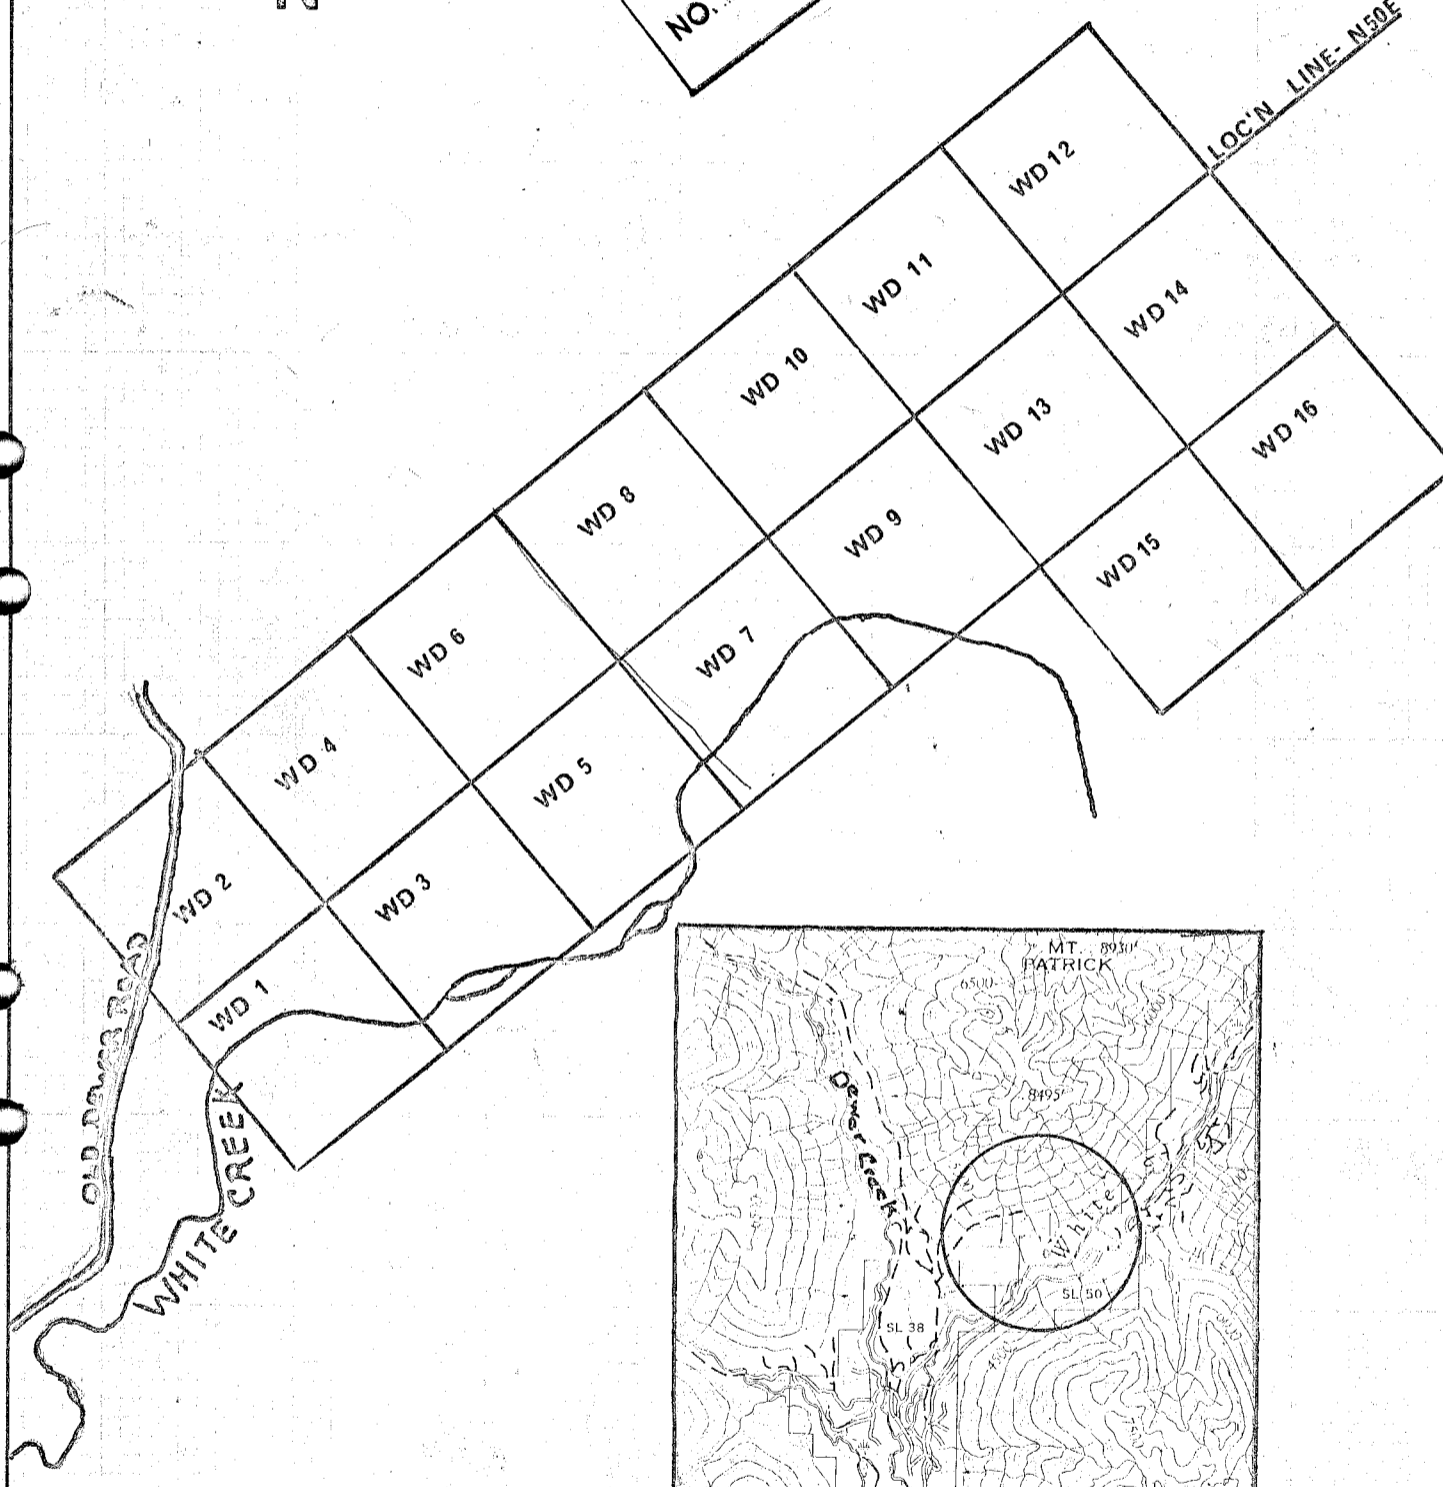 NO.
LOC'N LINE- N50E
WD 12
WD 11
WD 14
WD 10
WD 13
WD 16
WD 8
WD 9
WD 15
WD 6
WD 7
WD 4
WD 5
WD 2
WD 3
WD 1
OLD DEWAR ROAD
WHITE CREEK
MT. 8930'
PATRICK
6500
8495'
Dewar Creek
White
SL 50
SL 38